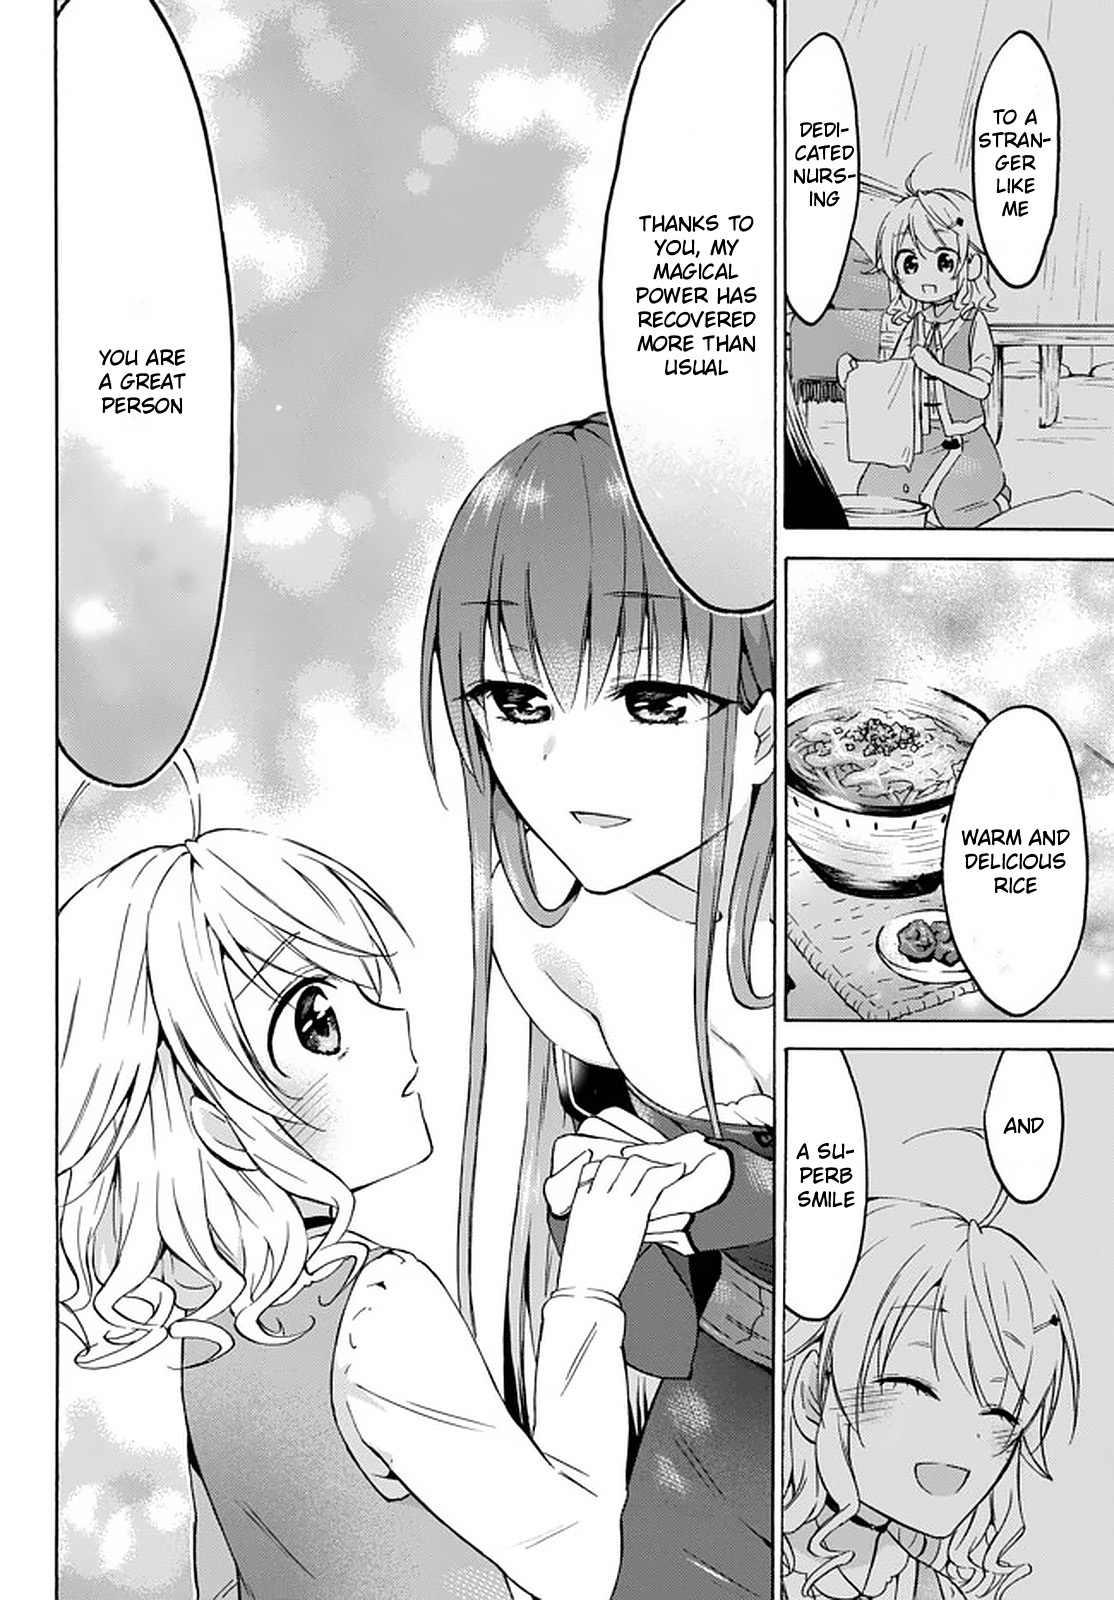 TO A
STRAN-
GER
LIKE
ME
DEDI-
CATED
NURS-
ING
WARM AND
DELICIOUS
RICE
AND
A SU-
PERB
SMILE
THANKS TO
YOU, MY
MAGICAL
POWER HAS
RECOVERED
MORE THAN
USUAL
YOU ARE
A GREAT
PERSON